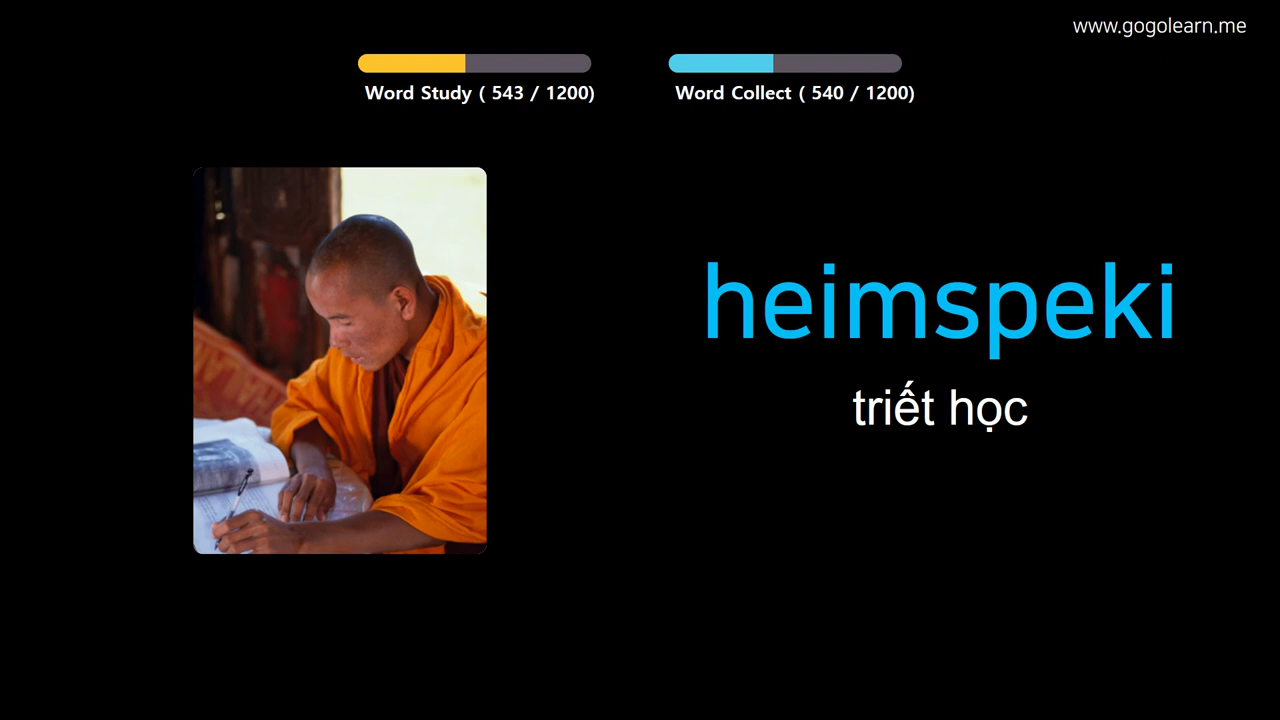 www.gogolearn.me
Word Study ( 543 / 1200)
Word Collect ( 540 / 1200)
heimspeki
triết học